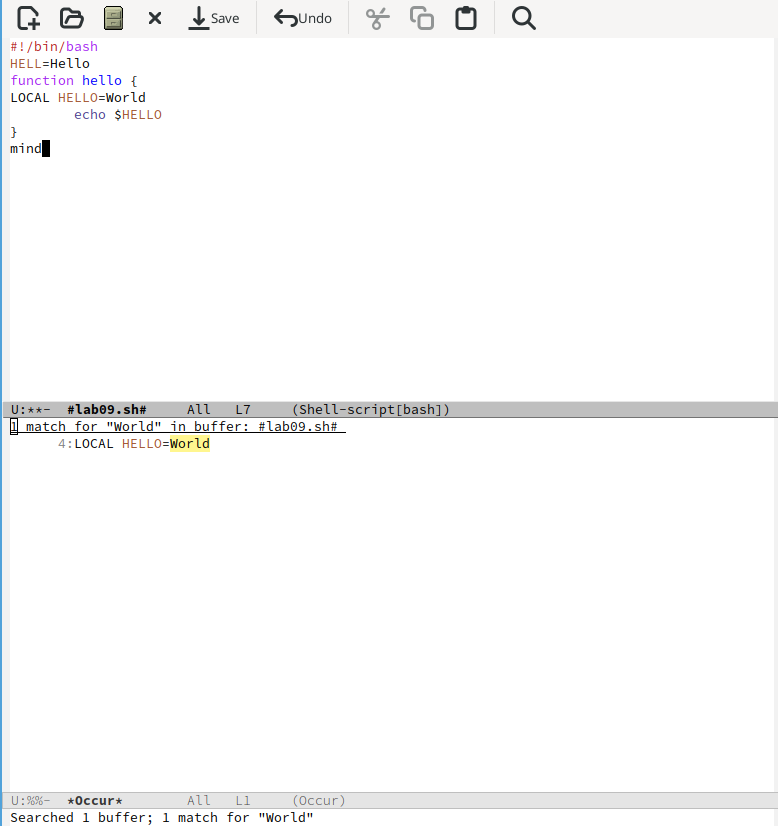 Save Undo
#!/bin/bash
HELL=Hello
function hello {
LOCAL HELLO=World
        echo $HELLO
}
mind
U:**-  #lab09.sh#     All   L7     (Shell-script[bash])
1 match for "World" in buffer: #lab09.sh#
      4:LOCAL HELLO=World
U:%%-  *Occur*        All   L1     (Occur)
Searched 1 buffer; 1 match for "World"